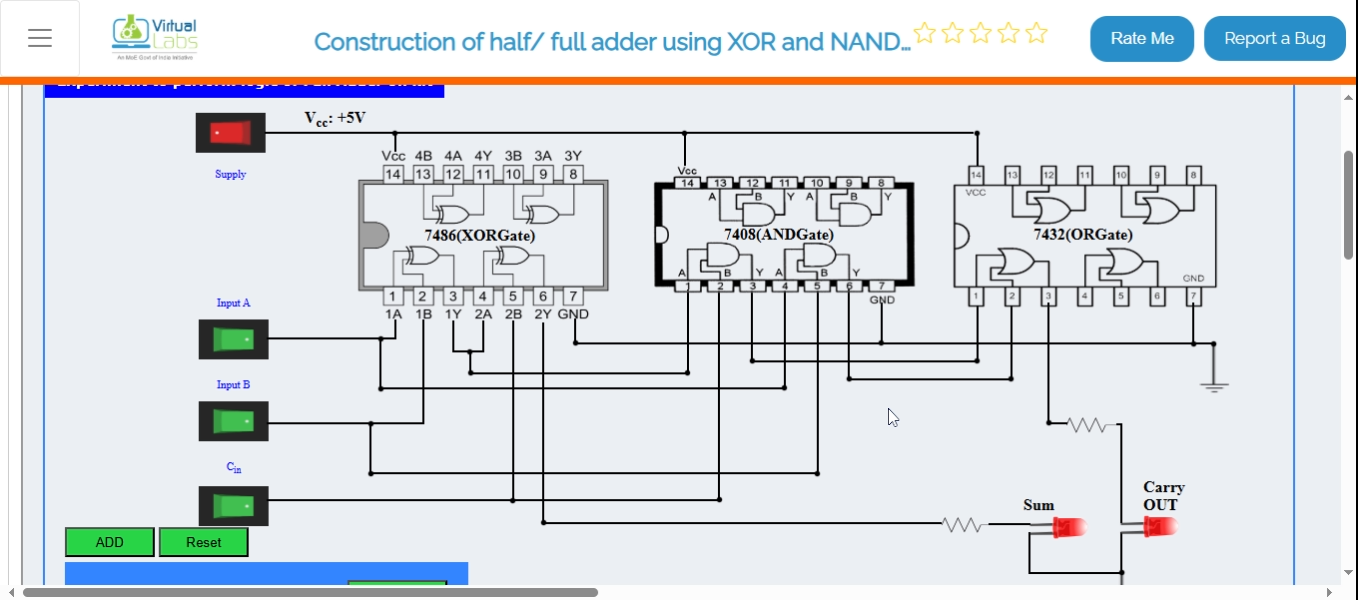 Virtual
Labs
An MoE Govt of India Initiative
Construction of half/ full adder using XOR and NAND...
Rate Me
Report a Bug
Vcc: +5V
Supply
Vcc 4B 4A 4Y 3B 3A 3Y
14 13 12 11 10 9 8
7486(XORGate)
1 2 3 4 5 6 7
1A 1B 1Y 2A 2B 2Y GND
Vcc
14 13 12 11 10 9 8
A B Y A B Y
7408(ANDGate)
A B Y A B Y
1 2 3 4 5 6 7
GND
14 13 12 11 10 9 8
VCC
7432(ORGate)
GND
1 2 3 4 5 6 7
Input A
Input B
Cin
Sum
Carry
OUT
ADD
Reset